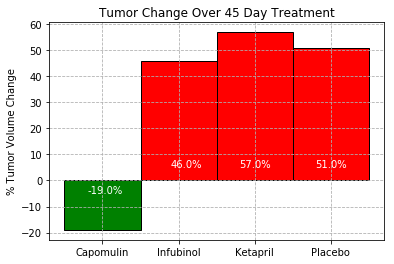 Tumor Change Over 45 Day Treatment
% Tumor Volume Change
60
50
40
30
20
10
0
−10
−20
-19.0%
46.0%
57.0%
51.0%
Capomulin
Infubinol
Ketapril
Placebo